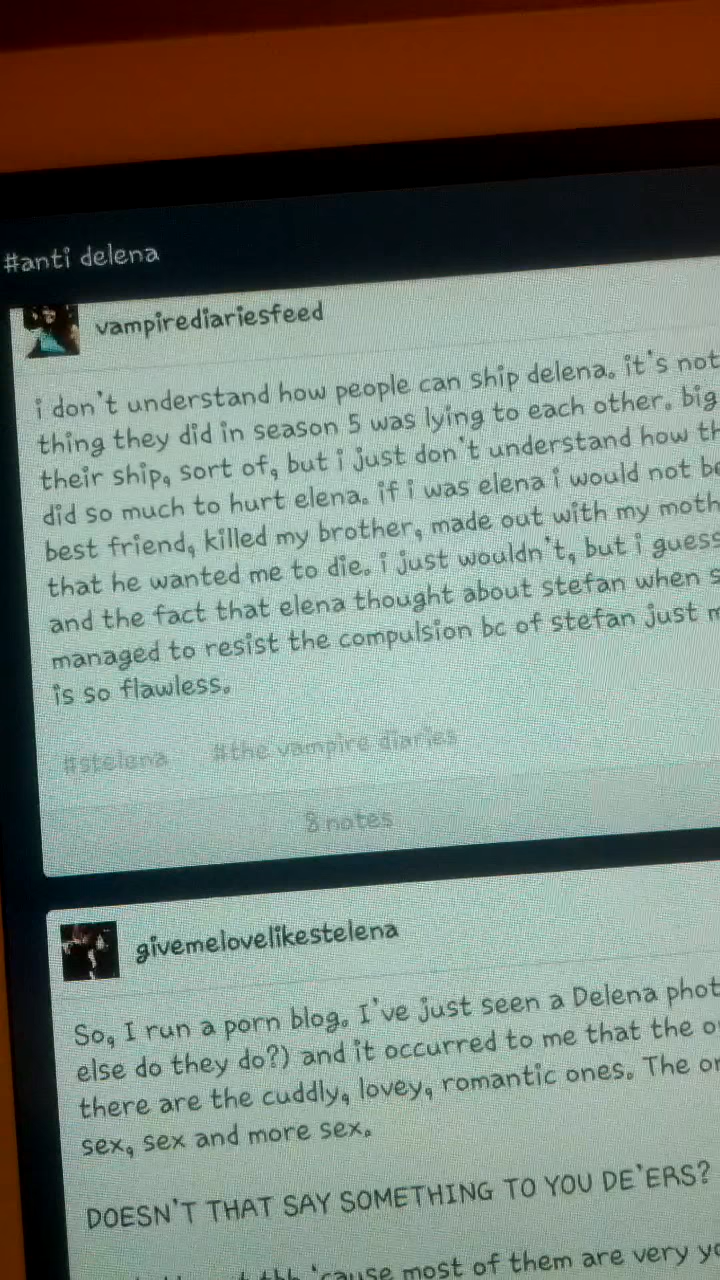 #anti delena
vampirediariesfeed
i don't understand how people can ship delena. it's not
thing they did in season 5 was lying to each other. big
their ship, sort of, but i just don't understand how th
did so much to hurt elena. if i was elena i would not be
best friend, killed my brother, made out with my moth
that he wanted me to die. i just wouldn't, but i guess
and the fact that elena thought about stefan when s
managed to resist the compulsion bc of stefan just m
is so flawless.
#stelena #the vampire diaries
8 notes
givemelovelikestelena
So, I run a porn blog. I've just seen a Delena phot
else do they do?) and it occurred to me that the o
there are the cuddly, lovey, romantic ones. The on
sex, sex and more sex.
DOESN'T THAT SAY SOMETHING TO YOU DE'ERS?
'cause most of them are very yo